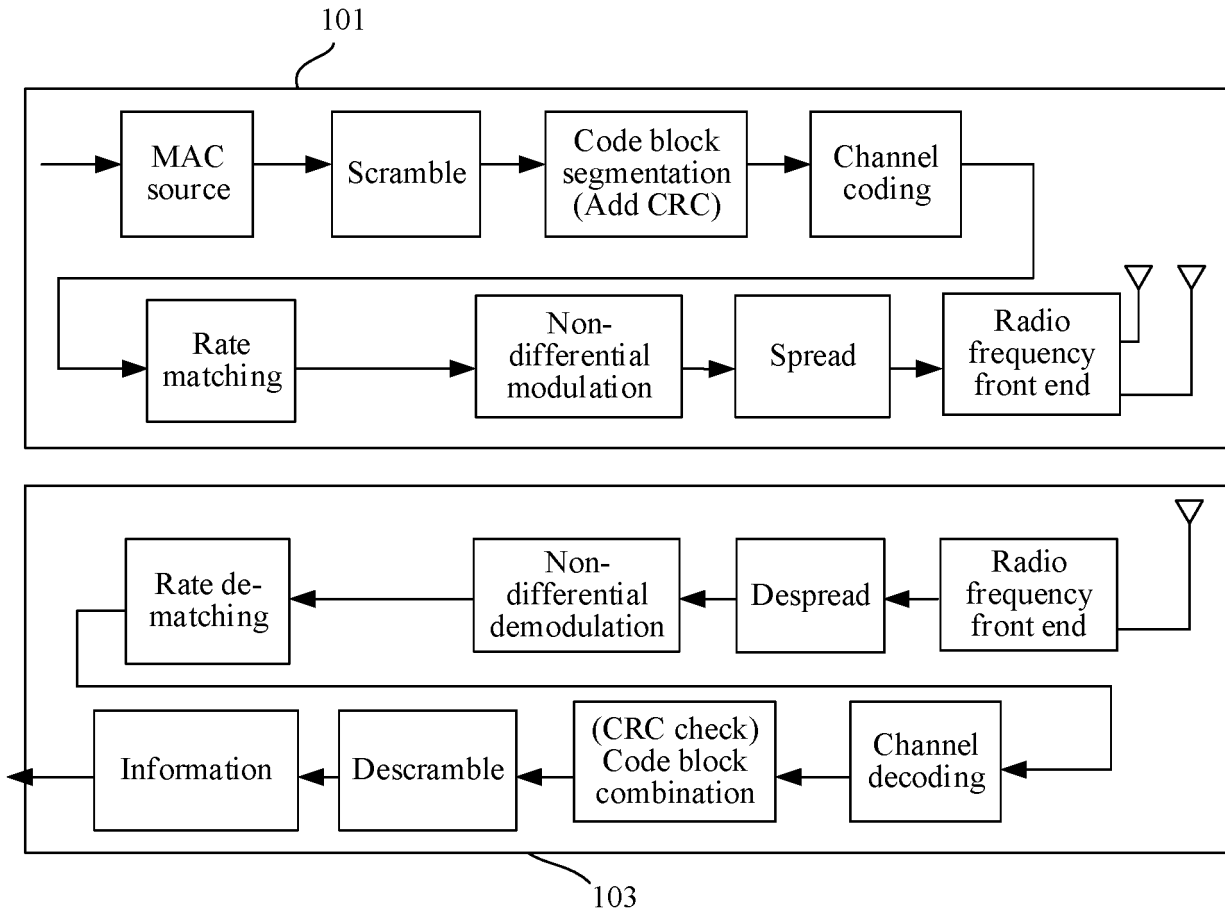 101
MAC
source
Scramble
Code block
segmentation
(Add CRC)
Channel
coding
Rate
matching
Non-
differential
modulation
Spread
Radio
frequency
front end
Rate de-
matching
Non-
differential
demodulation
Despread
Radio
frequency
front end
Information
Descramble
(CRC check)
Code block
combination
Channel
decoding
103